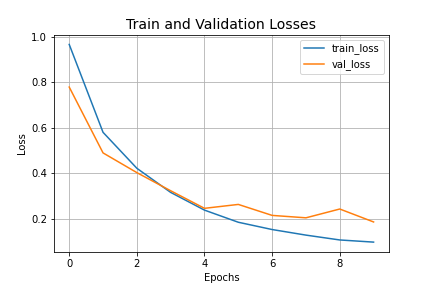 Train and Validation Losses
1.0
0.8
0.6
0.4
0.2
Loss
train_loss
val_loss
0 2 4 6 8
Epochs